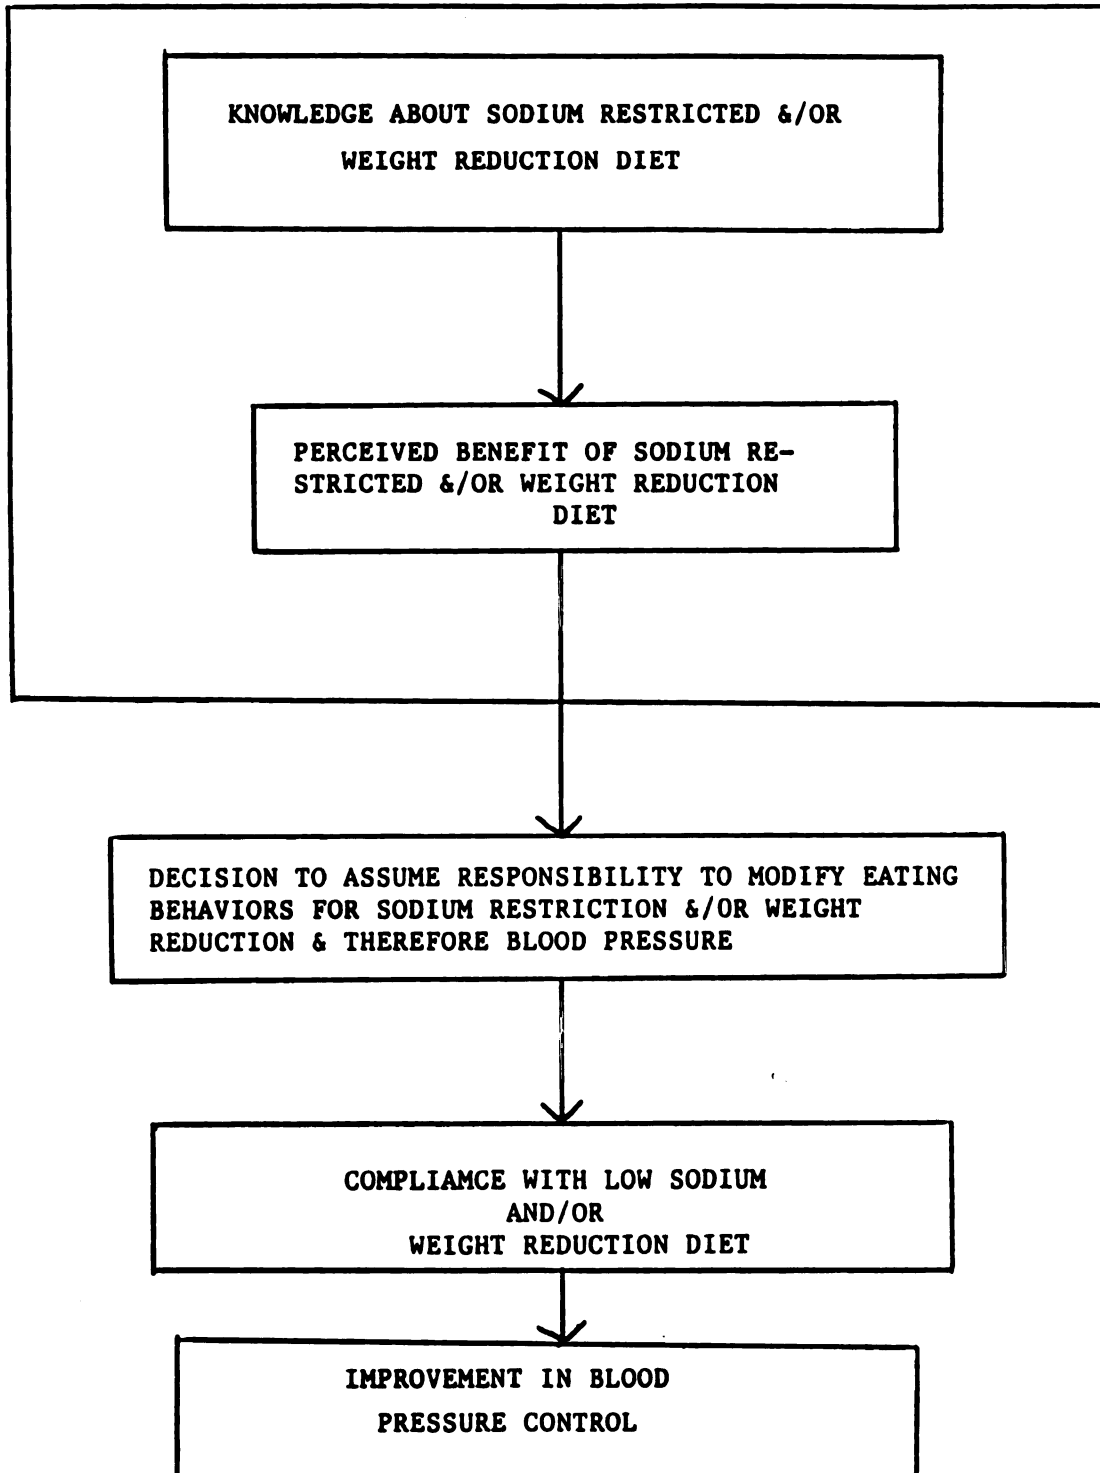 KNOWLEDGE ABOUT SODIUM RESTRICTED &/OR
WEIGHT REDUCTION DIET
PERCEIVED BENEFIT OF SODIUM RE-
STRICTED &/OR WEIGHT REDUCTION
DIET
DECISION TO ASSUME RESPONSIBILITY TO MODIFY EATING
BEHAVIORS FOR SODIUM RESTRICTION &/OR WEIGHT
REDUCTION & THEREFORE BLOOD PRESSURE
COMPLIAMCE WITH LOW SODIUM
AND/OR
WEIGHT REDUCTION DIET
IMPROVEMENT IN BLOOD
PRESSURE CONTROL